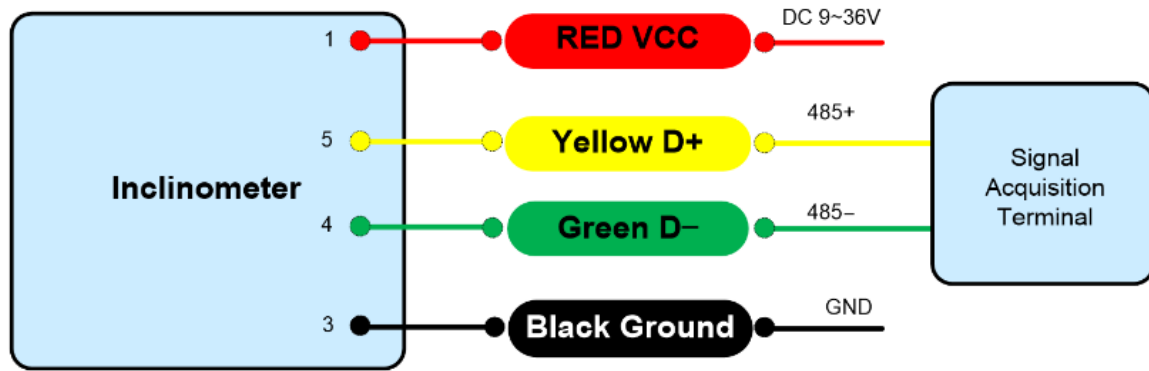 1
RED VCC
DC 9~36V
5
Yellow D+
485+
Inclinometer
Signal
Acquisition
Terminal
4
Green D−
485−
3
Black Ground
GND